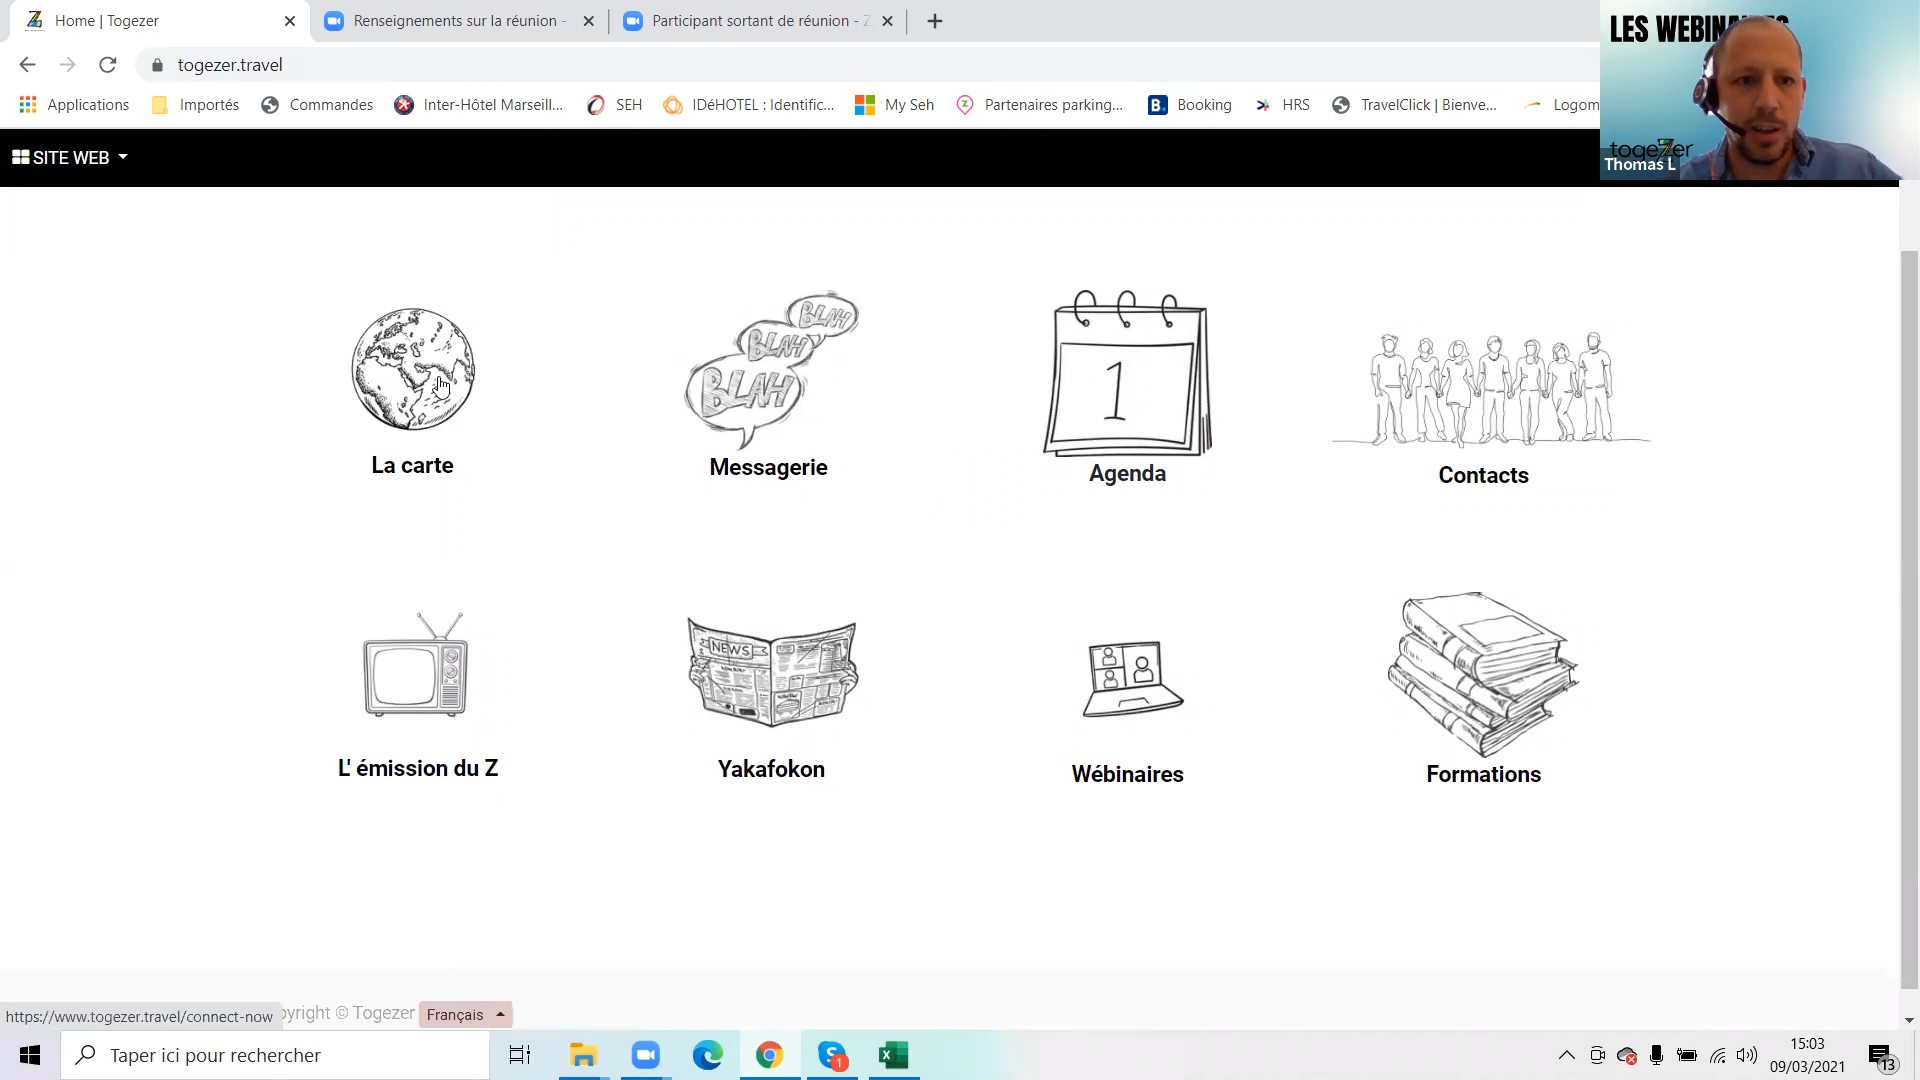 Home | Togezer
Renseignements sur la réunion -
Participant sortant de réunion - Z
togezer.travel
Applications
Importés
Commandes
Inter-Hôtel Marseill...
SEH
IDéHOTEL : Identific...
My Seh
Partenaires parking...
Booking
HRS
TravelClick | Bienve...
Logom
LES WEBIN
togeZer
Thomas L
SITE WEB
BLAH
BLAH
BLAH
1
La carte
Messagerie
Agenda
Contacts
NEWS
L' émission du Z
Yakafokon
Wébinaires
Formations
https://www.togezer.travel/connect-now
pyright © Togezer
Français
Taper ici pour rechercher
1
15:03
09/03/2021
13